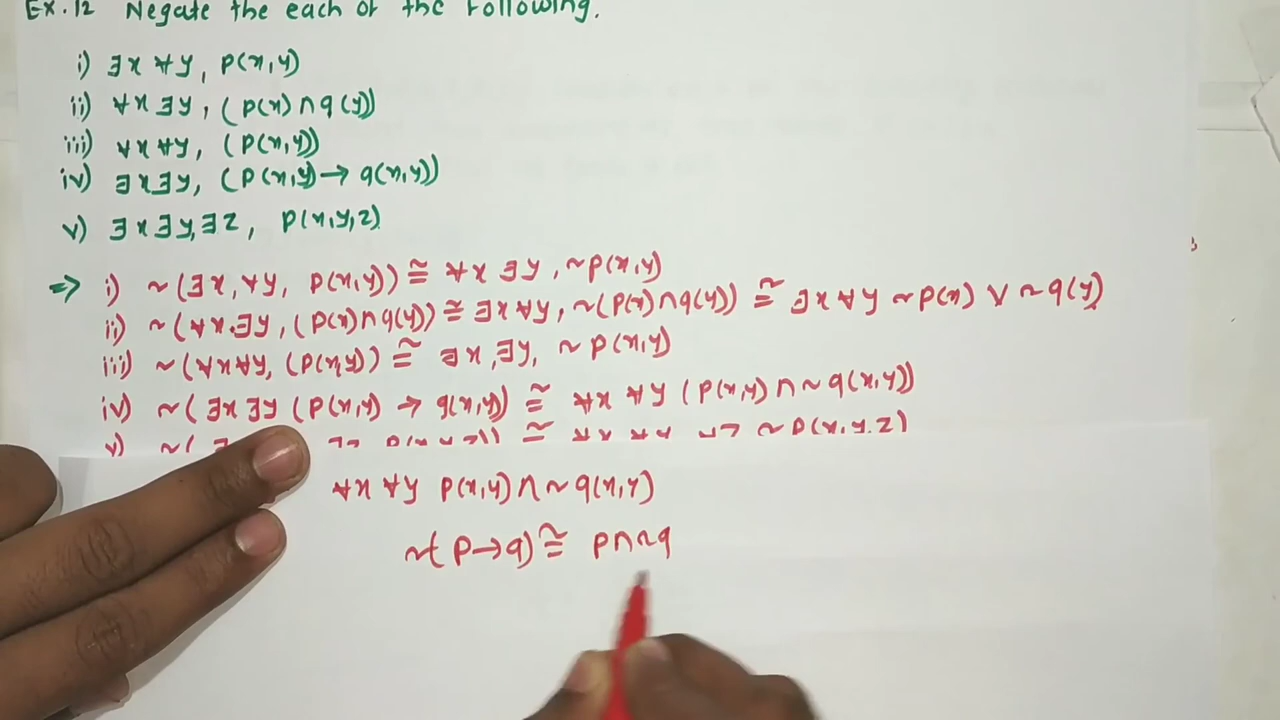 Ex.12 Negate the each of the following.
i) ∃x ∀y, p(x,y)
ii) ∀x ∃y, (p(x) ∩ q(y))
iii) ∀x ∀y, (p(x,y))
iv) ∃x ∃y, (p(x,y) → q(x,y))
v) ∃x ∃y, ∃z, p(x,y,z)
⇒ i) ~(∃x, ∀y, p(x,y)) ≅ ∀x ∃y, ~p(x,y)
ii) ~(∀x ∃y, (p(x) ∩ q(y)) ≅ ∃x ∀y, ~(p(x) ∩ q(y)) ≅ ∃x ∀y ~p(x) ∨ ~q(y)
iii) ~(∀x ∀y, (p(x,y)) ≅ ∃x, ∃y, ~p(x,y)
iv) ~(∃x ∃y (p(x,y) → q(x,y)) ≅ ∀x ∀y (p(x,y) ∩ ~q(x,y))
v) ~(∃ ≅ ∀x ∀y ∀z ~p(x,y,z)
∀x ∀y p(x,y) ∩ ~q(x,y)
~(p→q) ≅ p∩~q